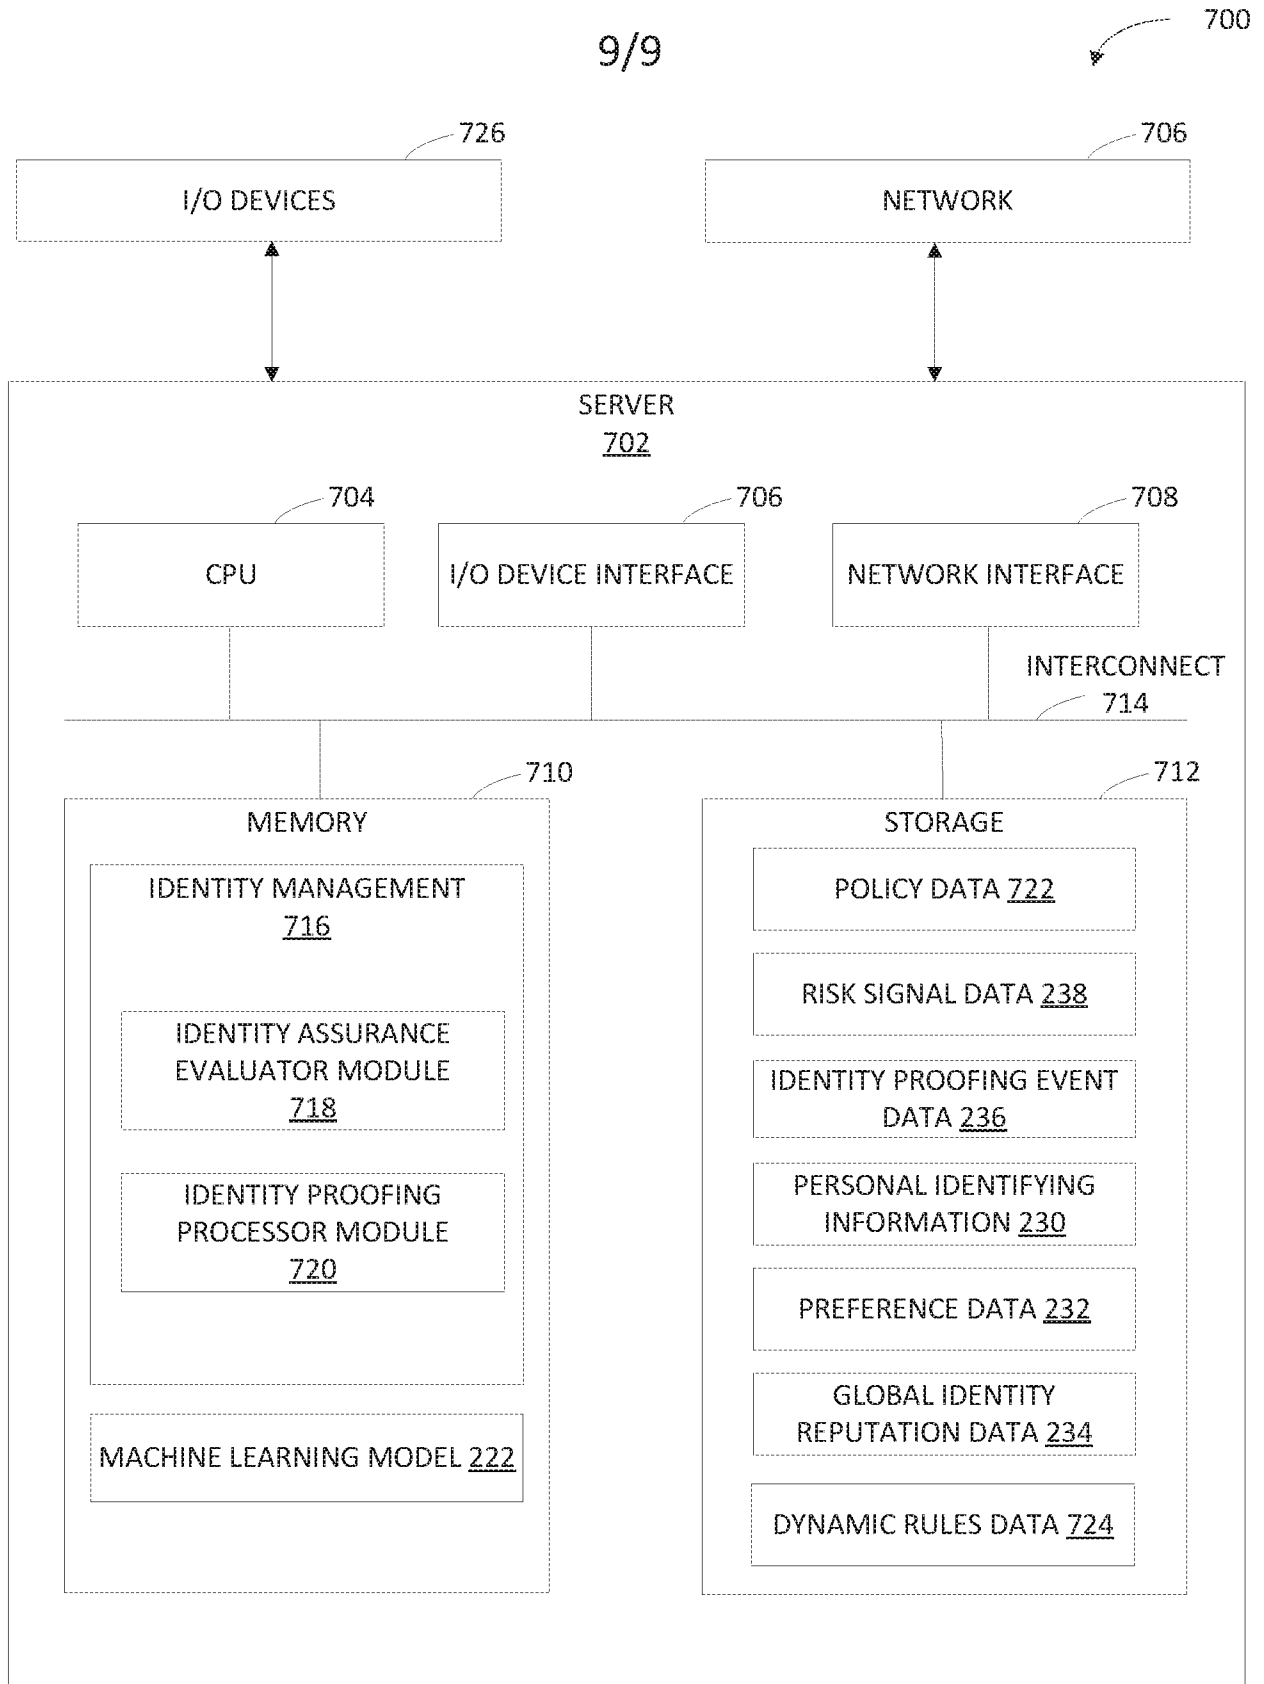 700
9/9
726
706
I/O DEVICES
NETWORK
SERVER
702
704
706
708
CPU
I/O DEVICE INTERFACE
NETWORK INTERFACE
INTERCONNECT
714
710
712
MEMORY
IDENTITY MANAGEMENT
716
IDENTITY ASSURANCE
EVALUATOR MODULE
718
IDENTITY PROOFING
PROCESSOR MODULE
720
MACHINE LEARNING MODEL 222
STORAGE
POLICY DATA 722
RISK SIGNAL DATA 238
IDENTITY PROOFING EVENT
DATA 236
PERSONAL IDENTIFYING
INFORMATION 230
PREFERENCE DATA 232
GLOBAL IDENTITY
REPUTATION DATA 234
DYNAMIC RULES DATA 724